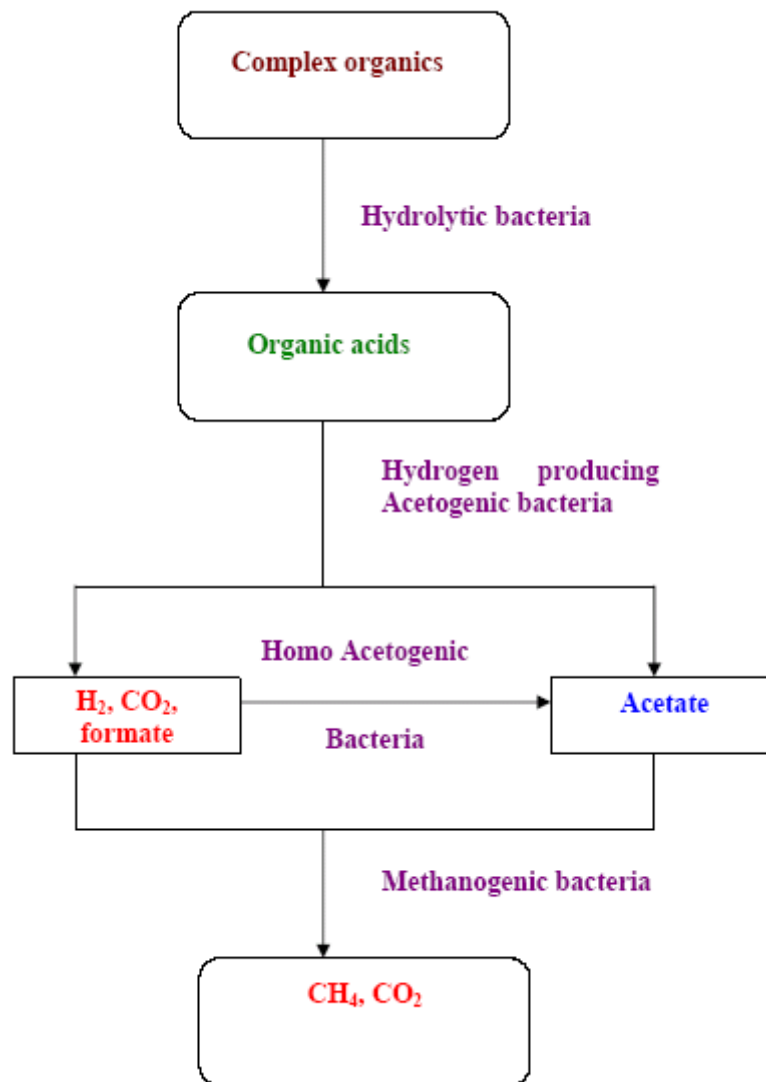 Complex organics
Hydrolytic bacteria
Organic acids
Hydrogen producing
Acetogenic bacteria
Homo Acetogenic
H₂, CO₂,
formate
Acetate
Bacteria
Methanogenic bacteria
CH₄, CO₂